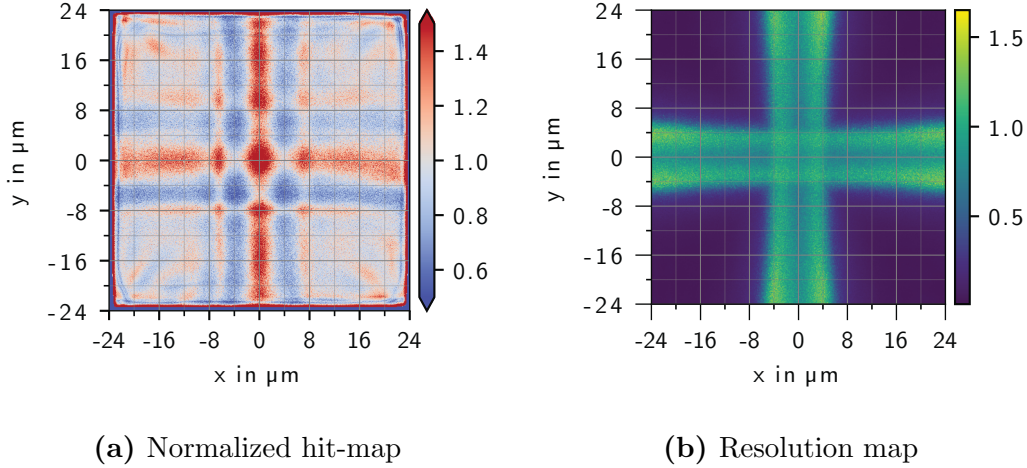 24
16
8
0
-8
-16
-24
y in µm
-24 -16 -8 0 8 16 24
x in µm
1.4
1.2
1.0
0.8
0.6
(a) Normalized hit-map
24
16
8
0
-8
-16
-24
y in µm
-24 -16 -8 0 8 16 24
x in µm
1.5
1.0
0.5
(b) Resolution map